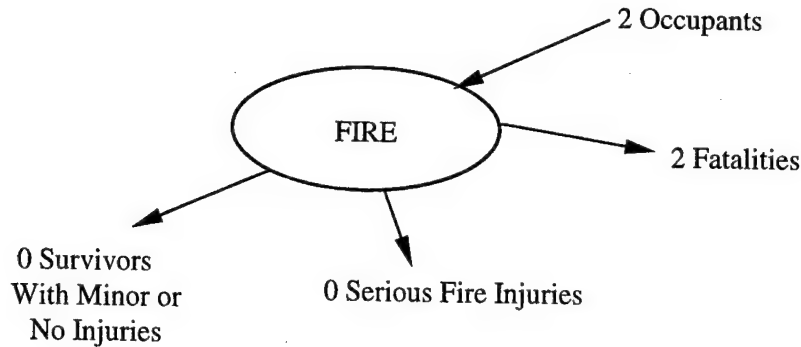 2 Occupants
FIRE
2 Fatalities
0 Survivors
With Minor or
No Injuries
0 Serious Fire Injuries